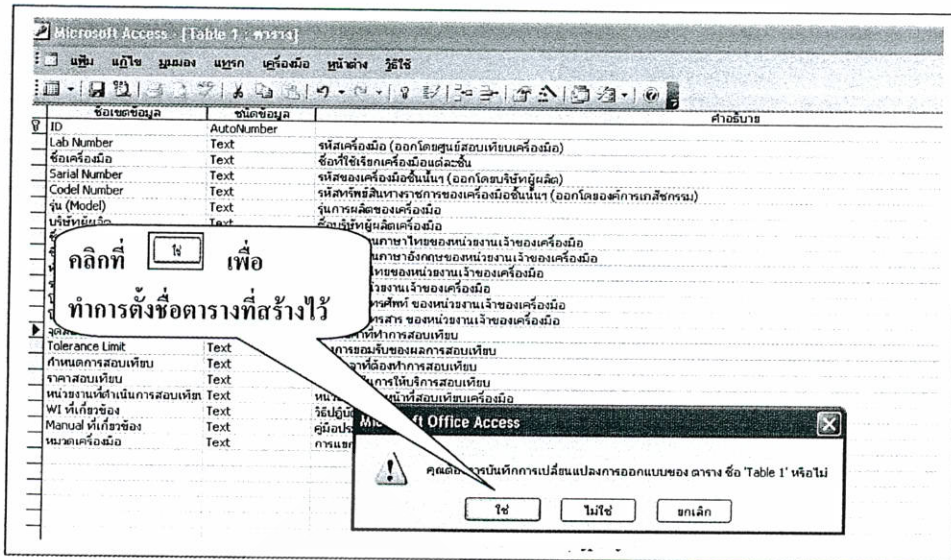 Microsoft Access - [Table 1 : ตาราง]
แฟ้ม แก้ไข มุมมอง แทรก เครื่องมือ หน้าต่าง วิธีใช้
ชื่อเขตข้อมูล ชนิดข้อมูล คำอธิบาย
ID AutoNumber
Lab Number Text รหัสเครื่องมือ (ออกโดยศูนย์สอบเทียบเครื่องมือ)
ชื่อเครื่องมือ Text ชื่อที่ใช้เรียกเครื่องมือแต่ละชิ้น
Sarial Number Text รหัสของเครื่องมือชิ้นนั้นๆ (ออกโดยบริษัทผู้ผลิต)
Codel Number Text รหัสทรัพย์สินทางราชการของเครื่องมือชิ้นนั้นๆ (ออกโดยองค์การเภสัชกรรม)
รุ่น (Model) Text รุ่นการผลิตของเครื่องมือ
บริษัทผู้ผลิต Text ชื่อบริษัทผู้ผลิตเครื่องมือ
นภาษาไทยของหน่วยงานเจ้าของเครื่องมือ
นภาษาอังกฤษของหน่วยงานเจ้าของเครื่องมือ
ไทยของหน่วยงานเจ้าของเครื่องมือ
หน่วยงานเจ้าของเครื่องมือ
ทรศัพท์ ของหน่วยงานเจ้าของเครื่องมือ
ทรสาร ของหน่วยงานเจ้าของเครื่องมือ
ที่ทำการสอบเทียบ
Tolerance Limit Text การยอมรับของผลการสอบเทียบ
กำหนดการสอบเทียบ Text ที่ต้องทำการสอบเทียบ
ราคาสอบเทียบ Text การให้บริการสอบเทียบ
หน่วยงานที่ดำเนินการสอบเทียบ Text หน้าที่สอบเทียบเครื่องมือ
WI ที่เกี่ยวข้อง Text
Manual ที่เกี่ยวข้อง Text
หมวดเครื่องมือ Text
คลิกที่ ใช่ เพื่อ
ทำการตั้งชื่อตารางที่สร้างไว้
Microsoft Office Access
คุณต้องการบันทึกการเปลี่ยนแปลงการออกแบบของ ตาราง ชื่อ 'Table 1' หรือไม่
ใช่ ไม่ใช่ ยกเลิก